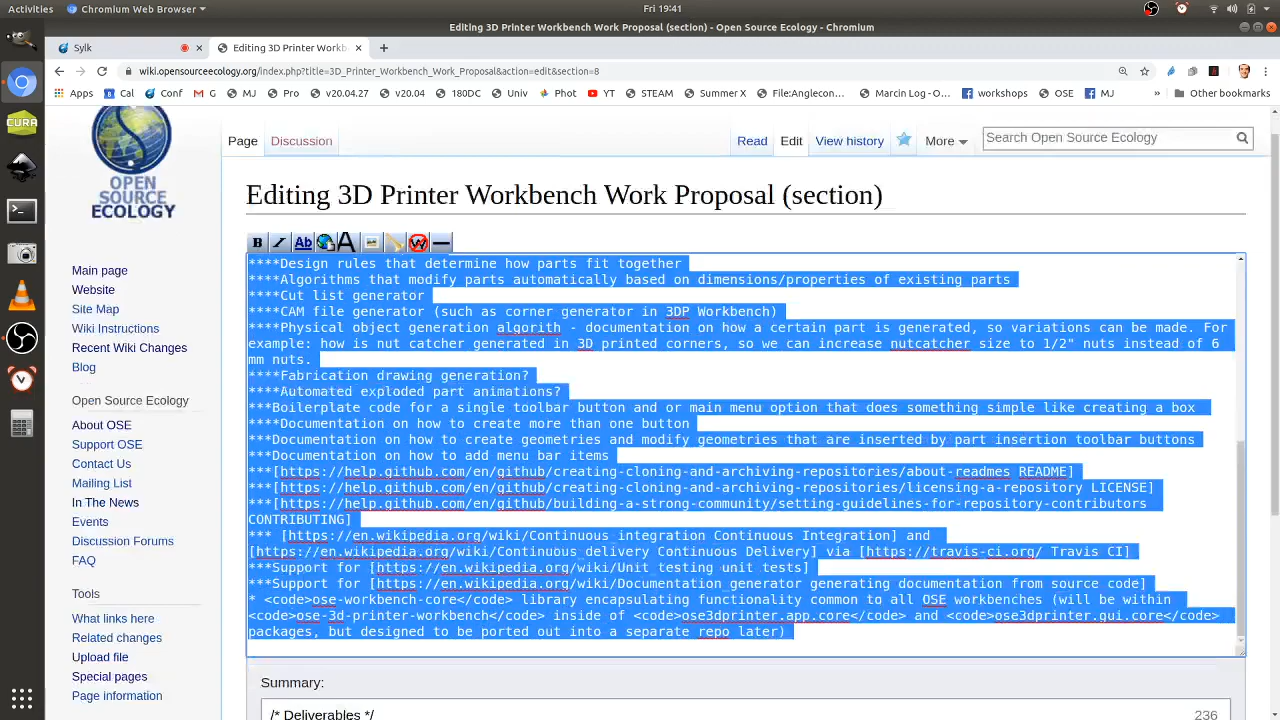 Activities
Chromium Web Browser
Fri 19:41
Editing 3D Printer Workbench Work Proposal (section) - Open Source Ecology - Chromium
Sylk
Editing 3D Printer Workb
wiki.opensourceecology.org/index.php?title=3D_Printer_Workbench_Work_Proposal&action=edit&section=8
Apps
Cal
Conf
G
MJ
Pro
v20.04.27
v20.04
180DC
Univ
Phot
YT
STEAM
Summer X
File:Anglecon...
Marcin Log - O...
workshops
OSE
MJ
»
Other bookmarks
OPEN
SOURCE
ECOLOGY
Page
Discussion
Read
Edit
View history
More
Search Open Source Ecology
Editing 3D Printer Workbench Work Proposal (section)
B I Ab A W
****Design rules that determine how parts fit together
****Algorithms that modify parts automatically based on dimensions/properties of existing parts
****Cut list generator
****CAM file generator (such as corner generator in 3DP Workbench)
****Physical object generation algorith - documentation on how a certain part is generated, so variations can be made. For
example: how is nut catcher generated in 3D printed corners, so we can increase nutcatcher size to 1/2" nuts instead of 6
mm nuts.
****Fabrication drawing generation?
****Automated exploded part animations?
***Boilerplate code for a single toolbar button and or main menu option that does something simple like creating a box
****Documentation on how to create more than one button
***Documentation on how to create geometries and modify geometries that are inserted by part insertion toolbar buttons
***Documentation on how to add menu bar items
***[https://help.github.com/en/github/creating-cloning-and-archiving-repositories/about-readmes README]
***[https://help.github.com/en/github/creating-cloning-and-archiving-repositories/licensing-a-repository LICENSE]
***[https://help.github.com/en/github/building-a-strong-community/setting-guidelines-for-repository-contributors
CONTRIBUTING]
*** [https://en.wikipedia.org/wiki/Continuous_integration Continuous Integration] and
[https://en.wikipedia.org/wiki/Continuous_delivery Continuous Delivery] via [https://travis-ci.org/ Travis CI]
***Support for [https://en.wikipedia.org/wiki/Unit_testing unit tests]
***Support for [https://en.wikipedia.org/wiki/Documentation_generator generating documentation from source code]
* <code>ose-workbench-core</code> library encapsulating functionality common to all OSE workbenches (will be within
<code>ose-3d-printer-workbench</code> inside of <code>ose3dprinter.app.core</code> and <code>ose3dprinter.gui.core</code>
packages, but designed to be ported out into a separate repo later)
Main page
Website
Site Map
Wiki Instructions
Recent Wiki Changes
Blog
Open Source Ecology
About OSE
Support OSE
Contact Us
Mailing List
In The News
Events
Discussion Forums
FAQ
Tools
What links here
Related changes
Upload file
Special pages
Page information
Summary:
/* Deliverables */
236
CURA